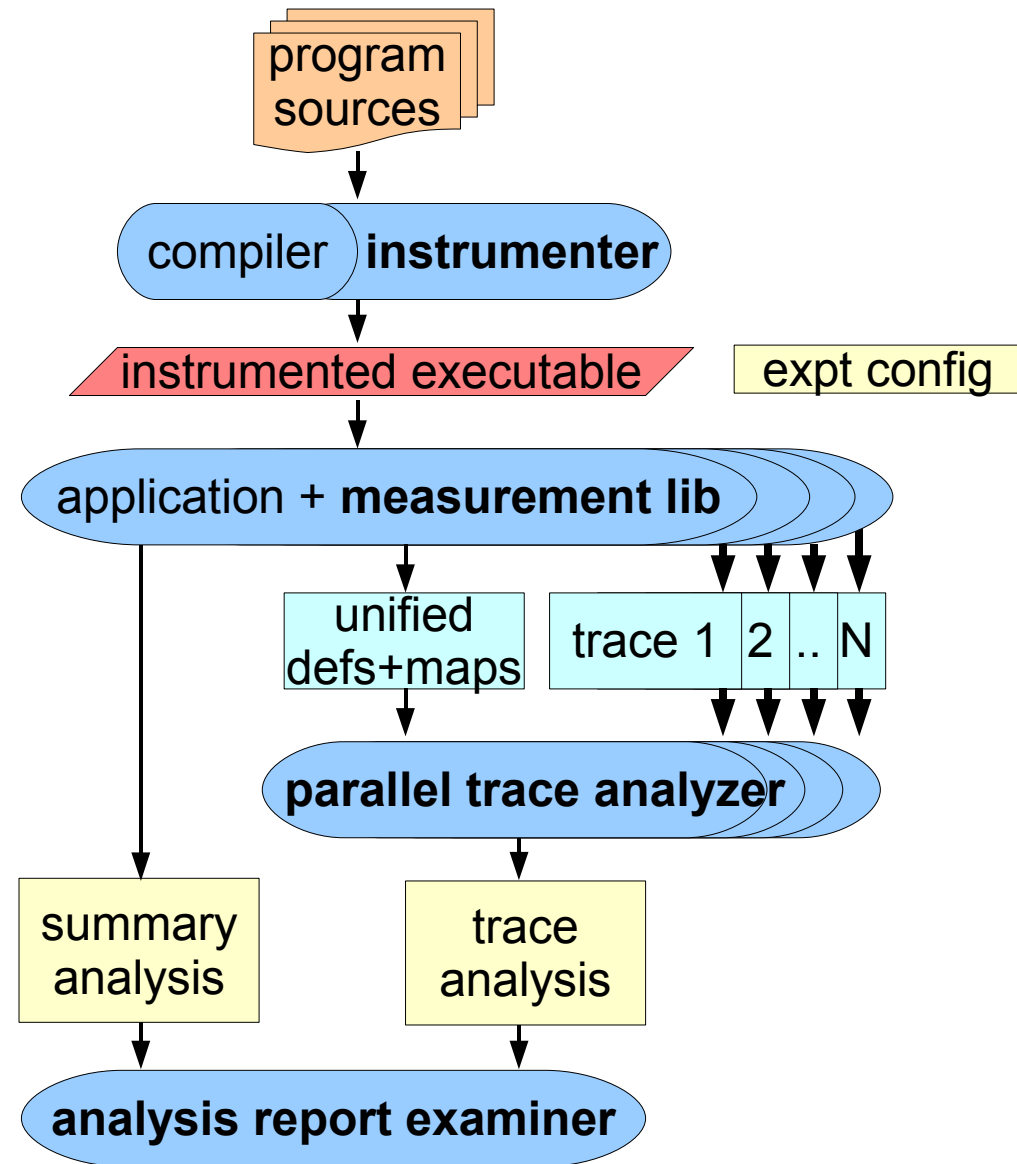 program
sources
compiler instrumenter
instrumented executable
expt config
application + measurement lib
unified
defs+maps
trace 1 2 .. N
parallel trace analyzer
summary
analysis
trace
analysis
analysis report examiner